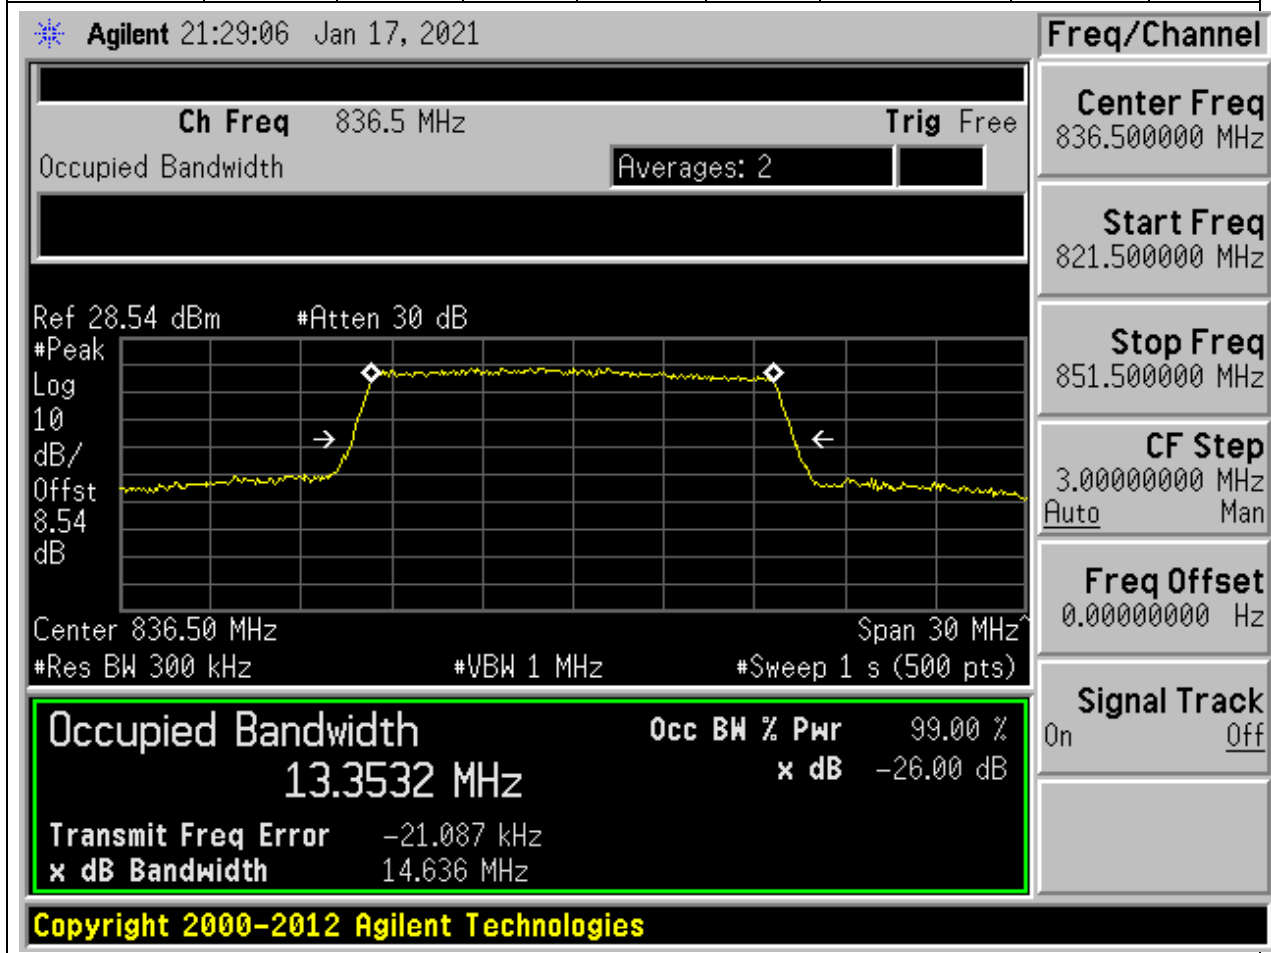 Agilent 21:29:06 Jan 17, 2021
Freq/Channel
Ch Freq 836.5 MHz Trig Free
Occupied Bandwidth Averages: 2
Center Freq
836.500000 MHz
Start Freq
821.500000 MHz
Stop Freq
851.500000 MHz
CF Step
3.00000000 MHz
Auto Man
Freq Offset
0.00000000 Hz
Signal Track
On Off
Ref 28.54 dBm #Atten 30 dB
#Peak
Log
10
dB/
Offst
8.54
dB
Center 836.50 MHz Span 30 MHz^
#Res BW 300 kHz #VBW 1 MHz #Sweep 1 s (500 pts)
Occupied Bandwidth Occ BW % Pwr 99.00 %
13.3532 MHz x dB -26.00 dB
Transmit Freq Error -21.087 kHz
x dB Bandwidth 14.636 MHz
Copyright 2000-2012 Agilent Technologies